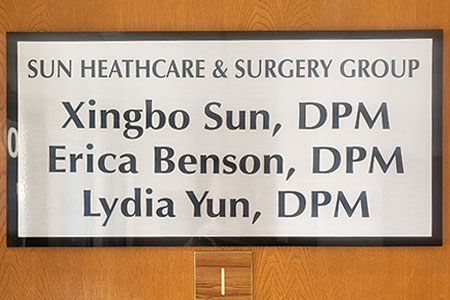 SUN HEATHCARE & SURGERY GROUP
Xingbo Sun, DPM
Erica Benson, DPM
Lydia Yun, DPM